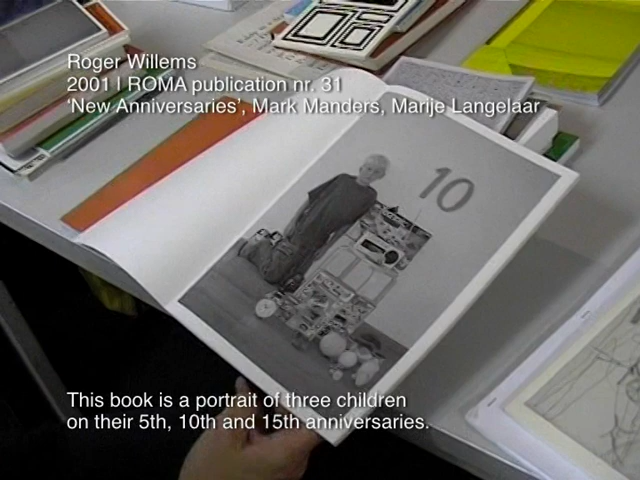 Roger Willems
2001 | ROMA publication nr. 31
‘New Anniversaries’, Mark Manders, Marije Langelaar
10
This book is a portrait of three children
on their 5th, 10th and 15th anniversaries.